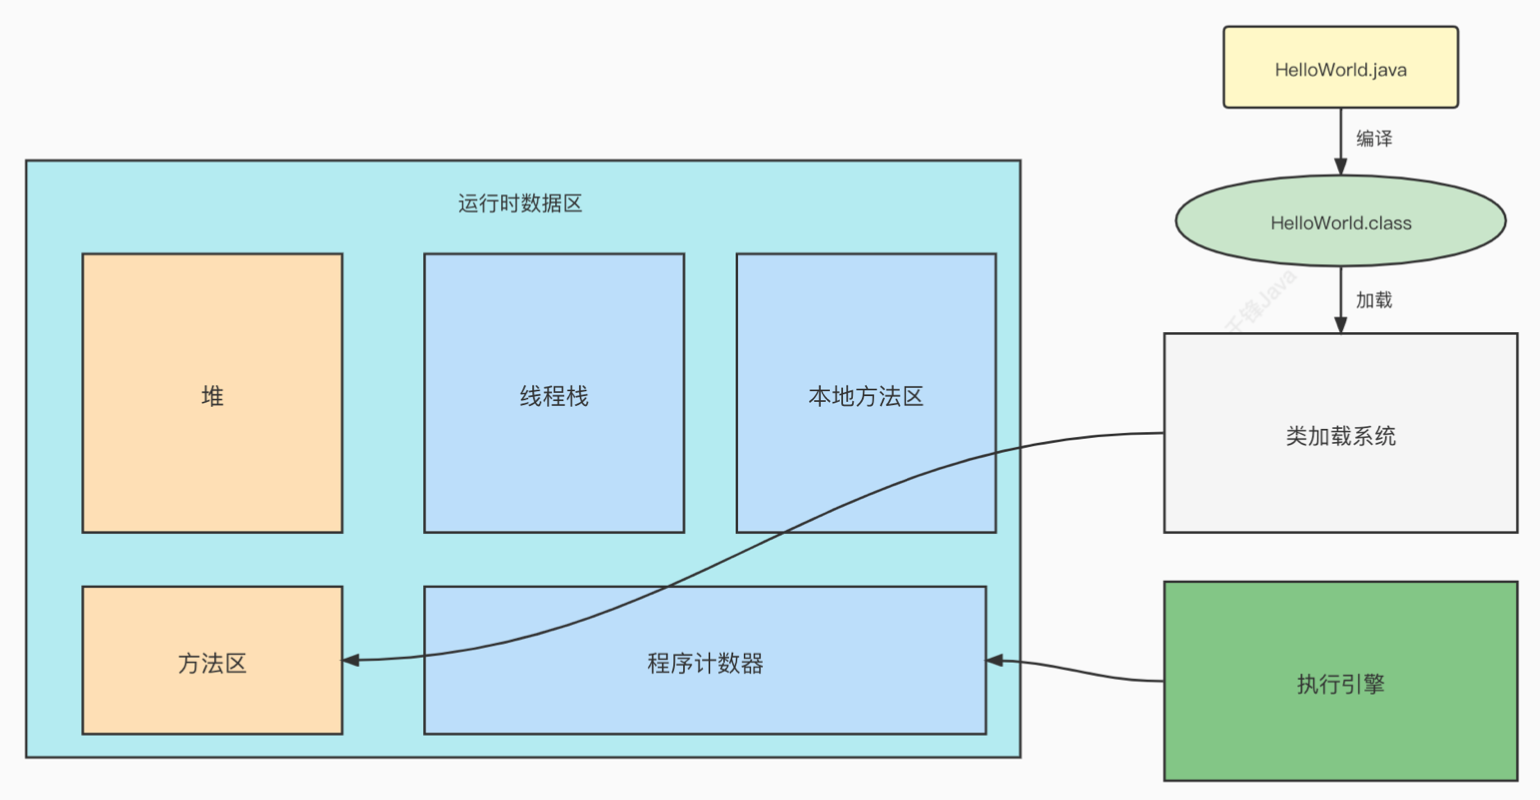 HelloWorld.java
编译
HelloWorld.class
加载
千锋Java
运行时数据区
堆
线程栈
本地方法区
类加载系统
方法区
程序计数器
执行引擎